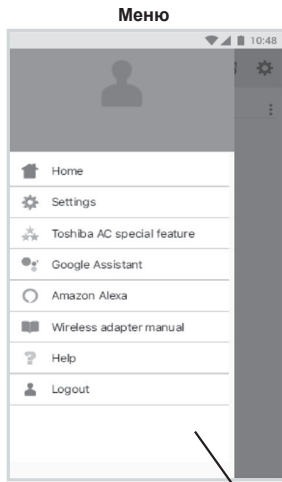 Меню
10:48
Home
Settings
Toshiba AC special feature
Google Assistant
Amazon Alexa
Wireless adapter manual
Help
Logout